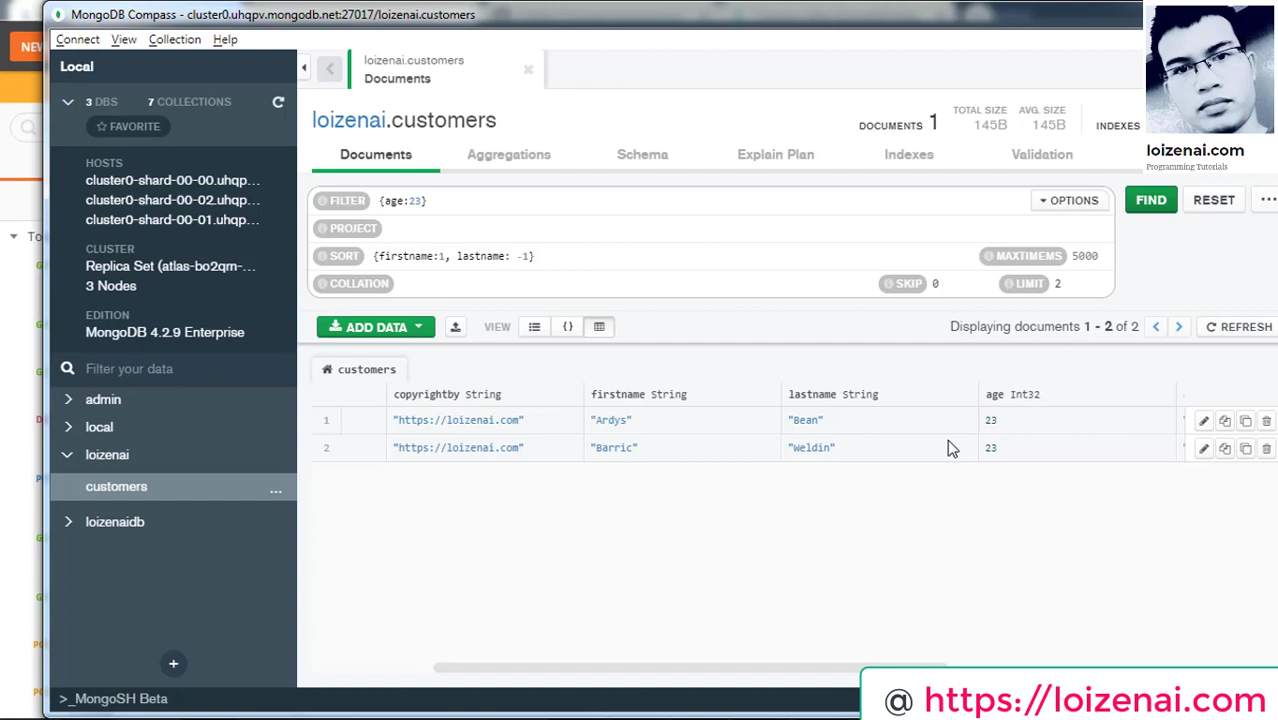 MongoDB Compass - cluster0.uhqpv.mongodb.net:27017/loizenai.customers
NEW
Connect View Collection Help
Local
3 DBS 7 COLLECTIONS
FAVORITE
HOSTS
cluster0-shard-00-00.uhqp...
cluster0-shard-00-02.uhqp...
cluster0-shard-00-01.uhqp...
CLUSTER
Replica Set (atlas-bo2qrn-...
3 Nodes
EDITION
MongoDB 4.2.9 Enterprise
Filter your data
admin
local
loizenai
customers ...
loizenaidb
+
>_MongoSH Beta
loizenai.customers
Documents
loizenai.customers
DOCUMENTS 1
TOTAL SIZE
145B
AVG. SIZE
145B
INDEXES
Documents Aggregations Schema Explain Plan Indexes Validation
FILTER {age:23}
OPTIONS FIND RESET ...
PROJECT
SORT {firstname:1, lastname: -1}
MAXTIMEMS 5000
COLLATION
SKIP 0 LIMIT 2
ADD DATA VIEW {} Displaying documents 1 - 2 of 2 < > REFRESH
customers
copyrightby String firstname String lastname String age Int32
1 "https://loizenai.com" "Ardys" "Bean" 23
2 "https://loizenai.com" "Barric" "Weldin" 23
loizenai.com
Programming Tutorials
@ https://loizenai.com